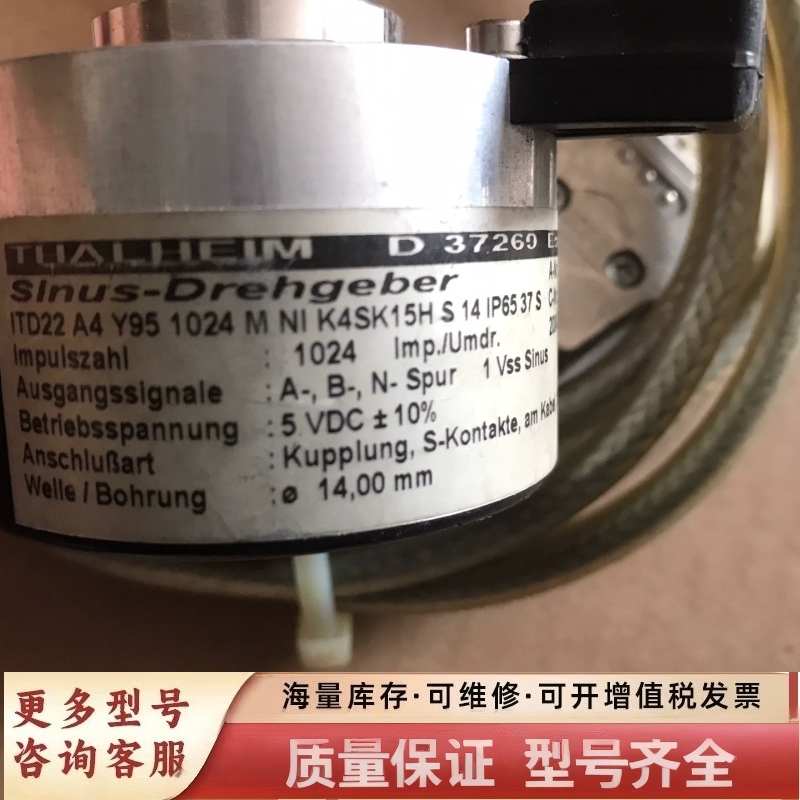 THALHEIM D 37269 E
Sinus-Drehgeber
ITD22 A4 Y95 1024 M NI K4SK15H S 14 IP65 37 S
Impulszahl : 1024 Imp./Umdr.
Ausgangssignale : A-, B-, N- Spur 1 Vss Sinus
Betriebsspannung : 5 VDC ± 10%
Anschlußart : Kupplung, S-Kontakte, am Kabel
Welle / Bohrung : ø 14,00 mm
更多型号
咨询客服
海量库存·可维修·可开增值税发票
质量保证 型号齐全